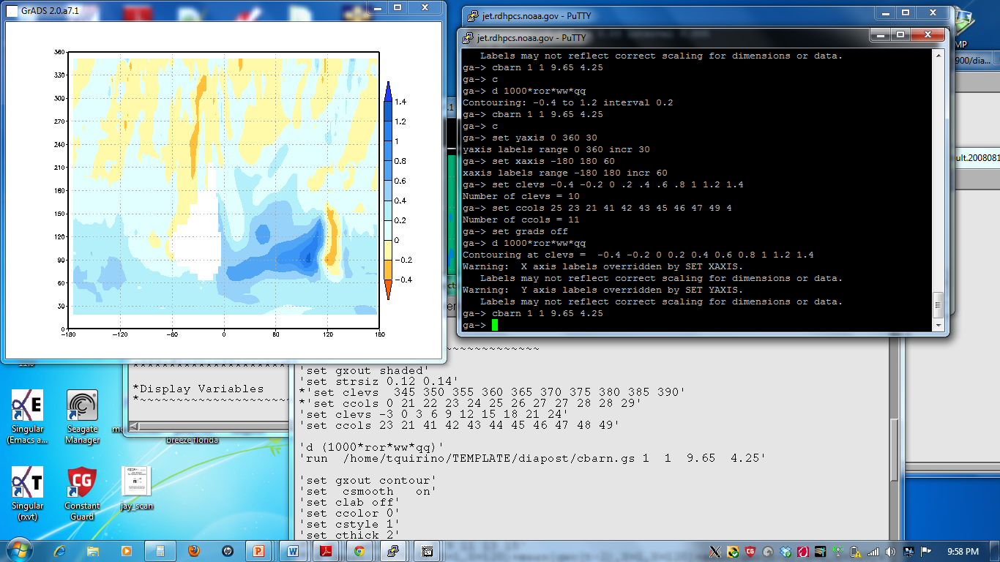 GrADS 2.0.a7.1
360
330
300
270
240
210
180
150
120
90
60
30
0
-180
-120
-60
0
60
120
180
1.4
1.2
1
0.8
0.6
0.4
0.2
0
-0.2
-0.4
jet.rdhpcs.noaa.gov - PuTTY
jet.rdhpcs.noaa.gov - PuTTY
Labels may not reflect correct scaling for dimensions or data.
ga-> cbarn 1 1 9.65 4.25
ga-> c
ga-> d 1000*ror*ww*qq
Contouring: -0.4 to 1.2 interval 0.2
ga-> cbarn 1 1 9.65 4.25
ga-> c
ga-> set yaxis 0 360 30
yaxis labels range 0 360 incr 30
ga-> set xaxis -180 180 60
xaxis labels range -180 180 incr 60
ga-> set clevs -0.4 -0.2 0 .2 .4 .6 .8 1 1.2 1.4
Number of clevs = 10
ga-> set ccols 25 23 21 41 42 43 45 46 47 49 4
Number of ccols = 11
ga-> set grads off
ga-> d 1000*ror*ww*qq
Contouring at clevs =  -0.4 -0.2 0 0.2 0.4 0.6 0.8 1 1.2 1.4
Warning:  X axis labels overridden by SET XAXIS.
Labels may not reflect correct scaling for dimensions or data.
Warning:  Y axis labels overridden by SET YAXIS.
Labels may not reflect correct scaling for dimensions or data.
ga-> cbarn 1 1 9.65 4.25
ga->
MP
900/dia...
ult.2008081
*Display Variables
*~~~~~~~~~~~~~~~~~~~~~~
'set gxout shaded'
'set strsiz 0.12 0.14'
*'set clevs  345 350 355 360 365 370 375 380 385 390'
*'set ccols 0 21 22 23 24 25 26 27 27 28 28 29'
'set clevs -3 0 3 6 9 12 15 18 21 24'
'set ccols 23 21 41 42 43 44 45 46 47 48 49'
'd (1000*ror*ww*qq)'
'run  /home/tquirino/TEMPLATE/diapost/cbarn.gs 1  1  9.65  4.25'
'set gxout contour'
'set  csmooth   on'
'set clab off'
'set ccolor 0'
'set cstyle 1'
'set cthick 2'
Singular
(Emacs a...
Seagate
Manager
breeze florida
Singular
(rxvt)
CG
Constant
Guard
jay_scan
9:58 PM